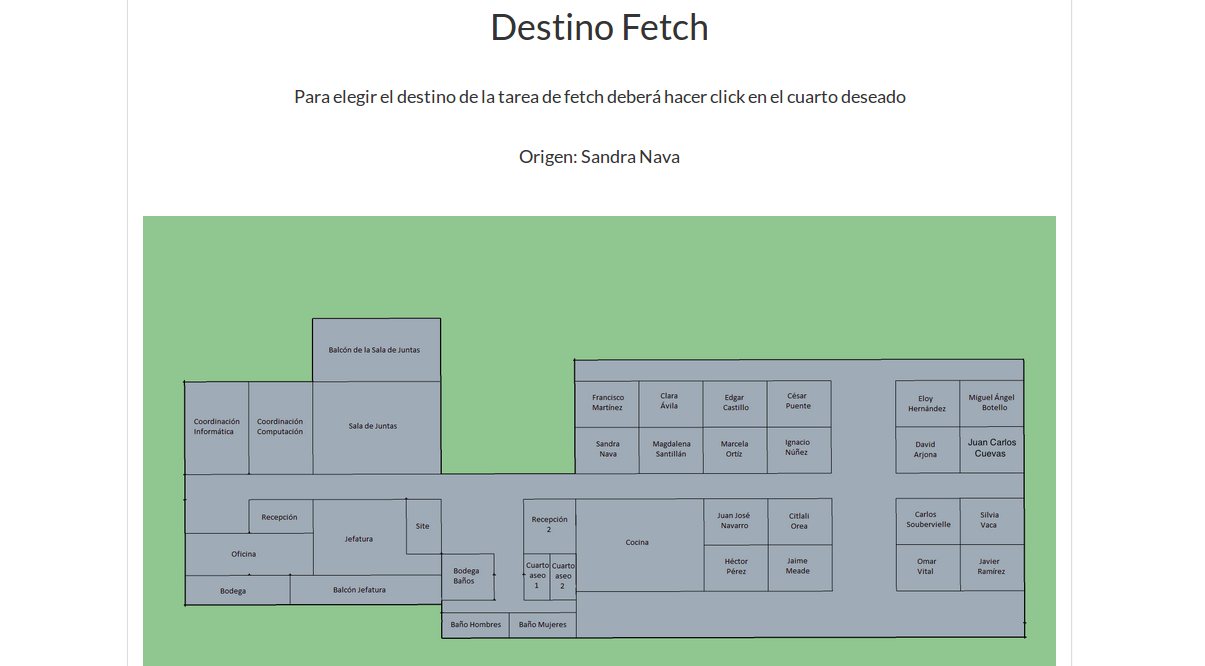 Destino Fetch
Para elegir el destino de la tarea de fetch deberá hacer click en el cuarto deseado
Origen: Sandra Nava
Balcón de la Sala de Juntas
Coordinación
Informática
Coordinación
Computación
Sala de Juntas
Francisco
Martínez
Clara
Ávila
Edgar
Castillo
César
Puente
Eloy
Hernández
Miguel Ángel
Botello
Sandra
Nava
Magdalena
Santillán
Marcela
Ortíz
Ignacio
Núñez
David
Arjona
Juan Carlos
Cuevas
Recepción
Jefatura
Site
Oficina
Bodega
Balcón Jefatura
Bodega
Baños
Recepción
2
Cuarto
aseo
1
Cuarto
aseo
2
Cocina
Juan José
Navarro
Citlali
Orea
Carlos
Soubervielle
Silvia
Vaca
Héctor
Pérez
Jaime
Meade
Omar
Vital
Javier
Ramírez
Baño Hombres
Baño Mujeres